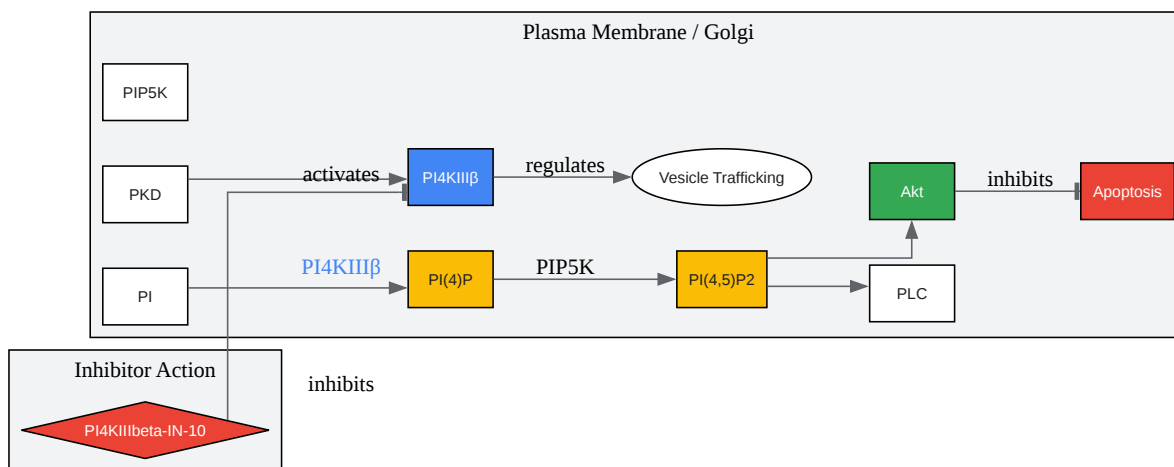 Plasma Membrane / Golgi
PIP5K
PKD
activates
PI4KIIIβ
regulates
Vesicle Trafficking
Akt
inhibits
Apoptosis
PI
PI4KIIIβ
PI(4)P
PIP5K
PI(4,5)P2
PLC
Inhibitor Action
inhibits
PI4KIIIbeta-IN-10